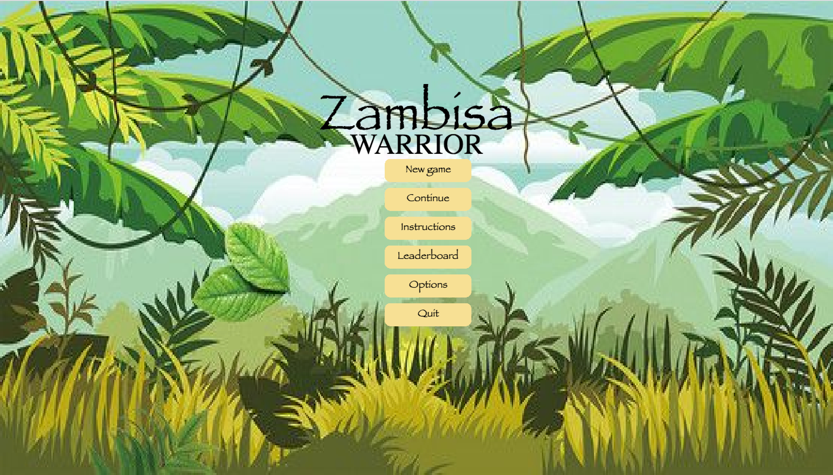 Zambisa
WARRIOR
New game
Continue
Instructions
Leaderboard
Options
Quit